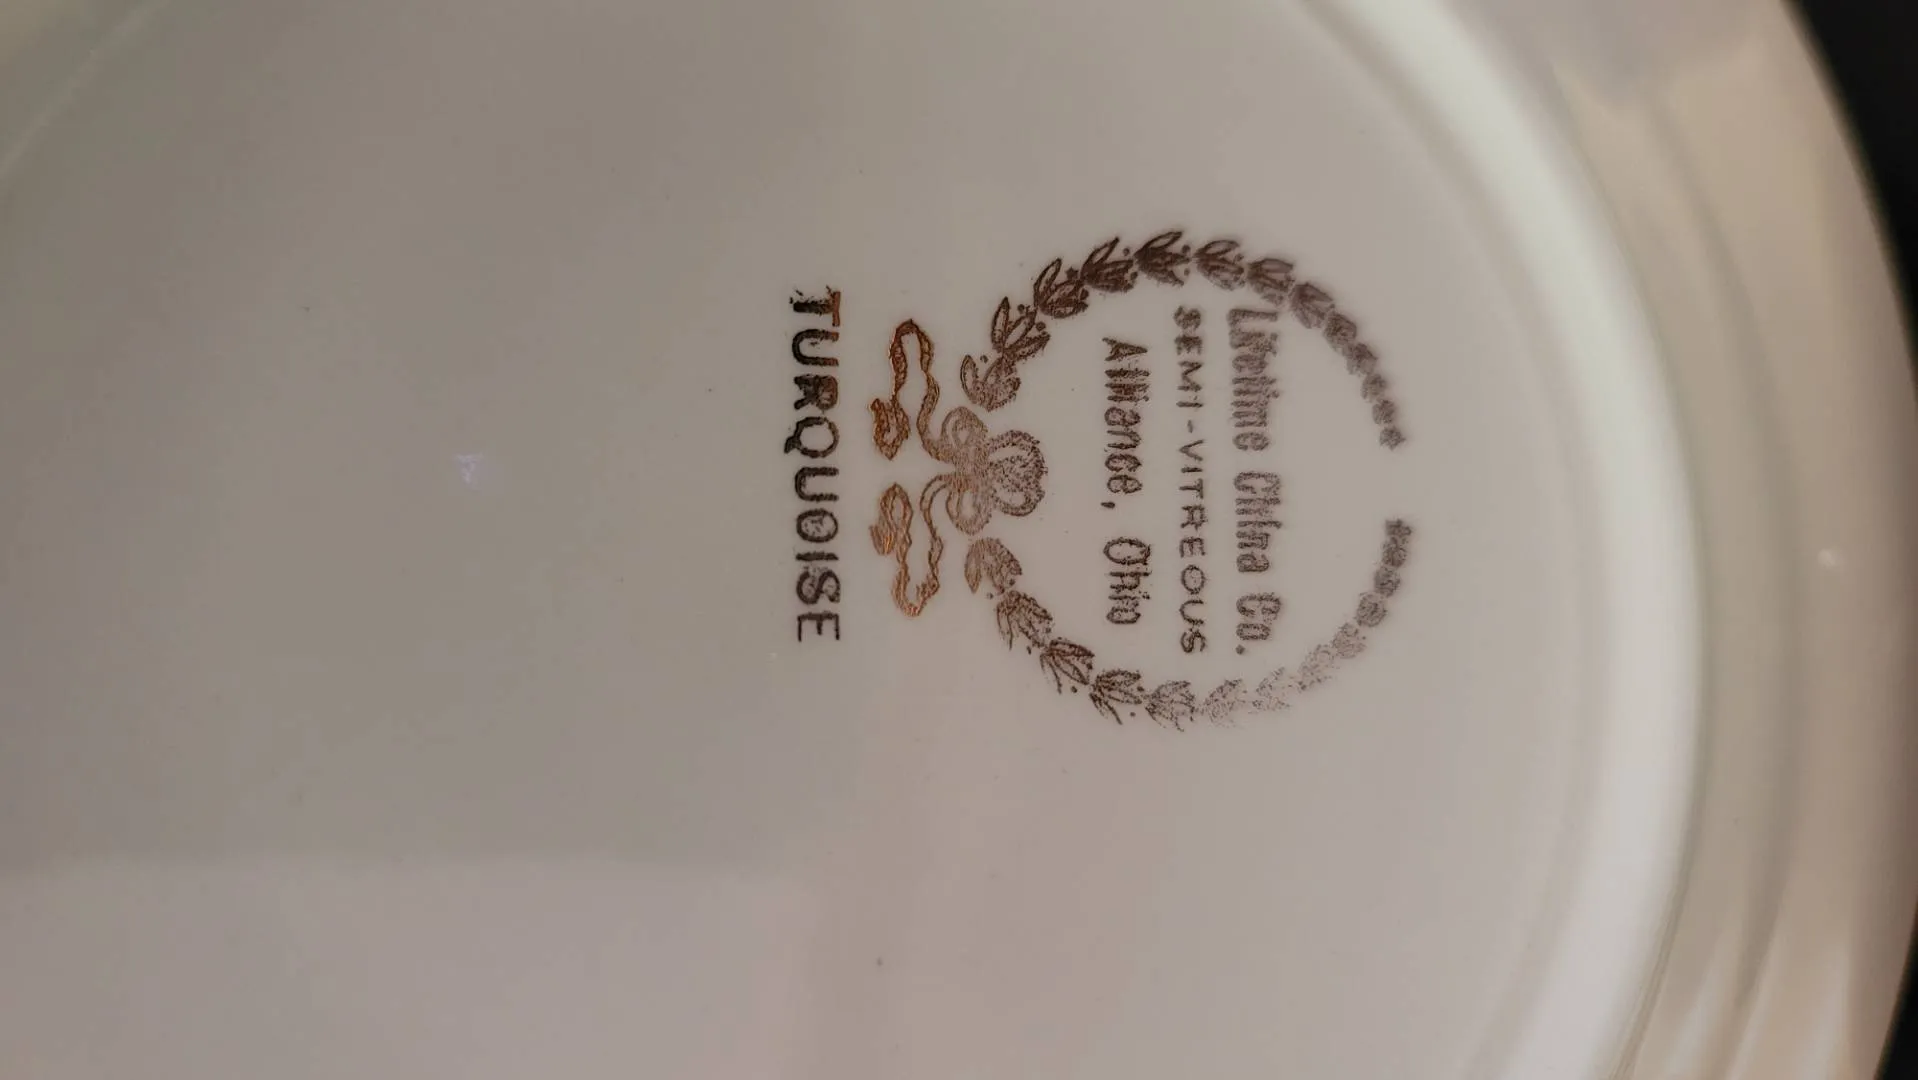 Lifetime China Co.
SEMI-VITREOUS
Alliance, Ohio
TURQUOISE